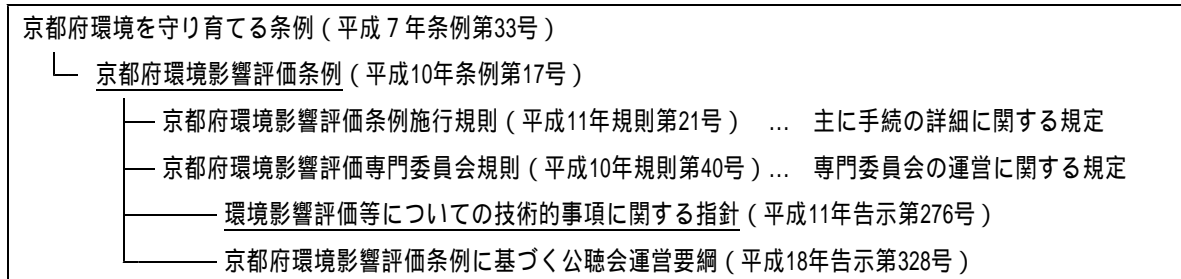 京都府環境を守り育てる条例（平成７年条例第33号）
京都府環境影響評価条例（平成10年条例第17号）
京都府環境影響評価条例施行規則（平成11年規則第21号）　…　主に手続の詳細に関する規定
京都府環境影響評価専門委員会規則（平成10年規則第40号）…　専門委員会の運営に関する規定
環境影響評価等についての技術的事項に関する指針（平成11年告示第276号）
京都府環境影響評価条例に基づく公聴会運営要綱（平成18年告示第328号）